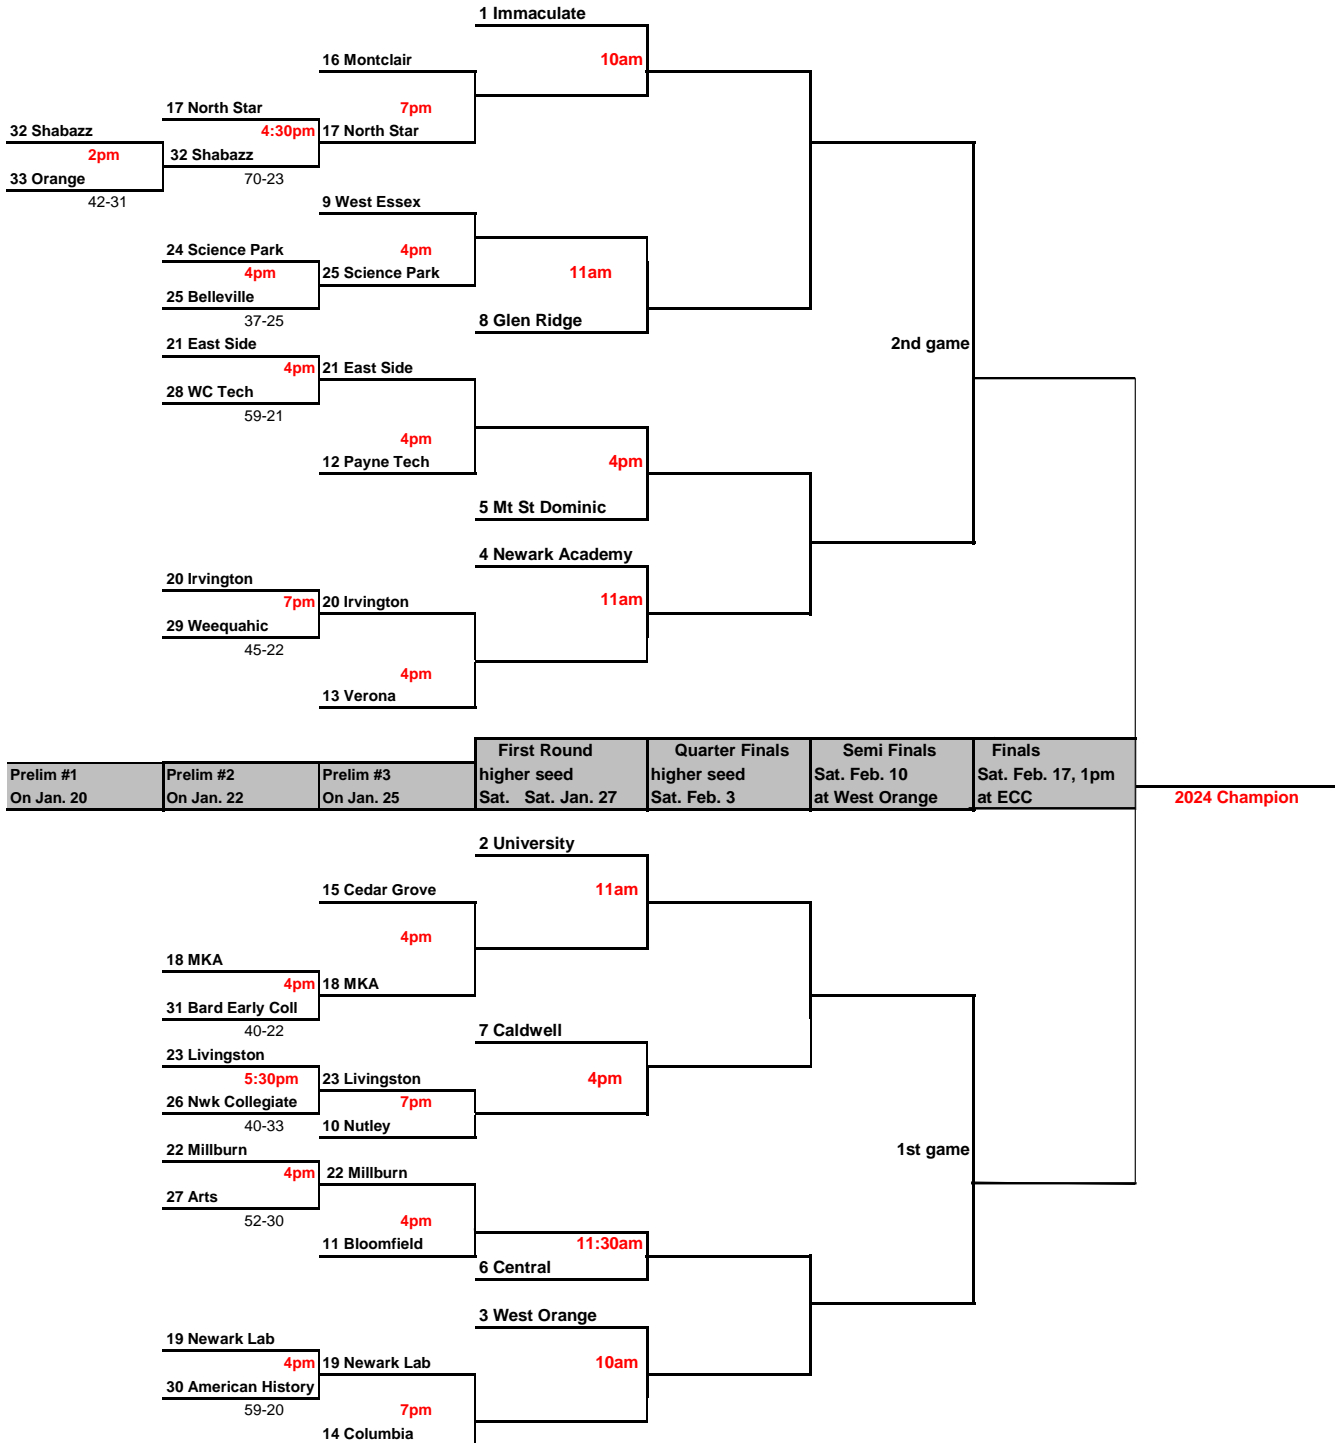 1 Immaculate
16 Montclair
10am
17 North Star
7pm
32 Shabazz
4:30pm
17 North Star
2pm
32 Shabazz
33 Orange
70-23
42-31
9 West Essex
24 Science Park
4pm
4pm
25 Science Park
11am
25 Belleville
37-25
8 Glen Ridge
21 East Side
2nd game
4pm
21 East Side
28 WC Tech
59-21
4pm
12 Payne Tech
4pm
5 Mt St Dominic
4 Newark Academy
20 Irvington
7pm
20 Irvington
11am
29 Weequahic
45-22
4pm
13 Verona
First Round
Quarter Finals
Semi Finals
Finals
Prelim #1
Prelim #2
Prelim #3
higher seed
higher seed
Sat. Feb. 10
Sat. Feb. 17, 1pm
On Jan. 20
On Jan. 22
On Jan. 25
Sat. Sat. Jan. 27
Sat. Feb. 3
at West Orange
at ECC
2024 Champion
2 University
15 Cedar Grove
11am
4pm
18 MKA
4pm
18 MKA
31 Bard Early Coll
40-22
7 Caldwell
23 Livingston
5:30pm
23 Livingston
4pm
26 Nwk Collegiate
7pm
40-33
10 Nutley
22 Millburn
1st game
4pm
22 Millburn
27 Arts
52-30
4pm
11 Bloomfield
11:30am
6 Central
3 West Orange
19 Newark Lab
4pm
19 Newark Lab
10am
30 American History
59-20
7pm
14 Columbia